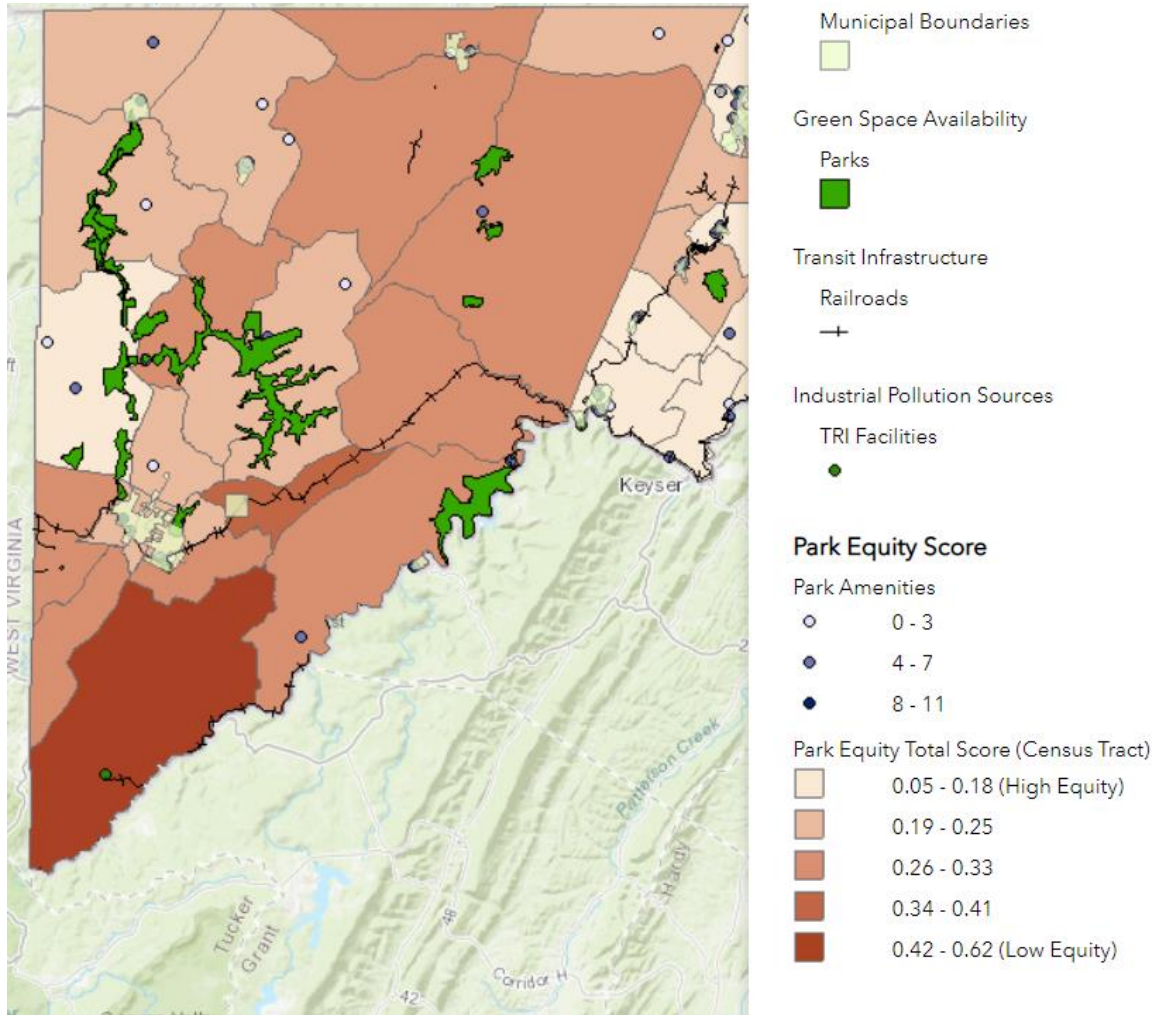 Municipal Boundaries
Green Space Availability
Parks
Transit Infrastructure
Railroads
Industrial Pollution Sources
TRI Facilities
Park Equity Score
Park Amenities
0 - 3
4 - 7
8 - 11
Park Equity Total Score (Census Tract)
0.05 - 0.18 (High Equity)
0.19 - 0.25
0.26 - 0.33
0.34 - 0.41
0.42 - 0.62 (Low Equity)
Keyser
WEST VIRGINIA
Patterson Creek
Hardy
Tucker
Grant
48
Corridor H
42